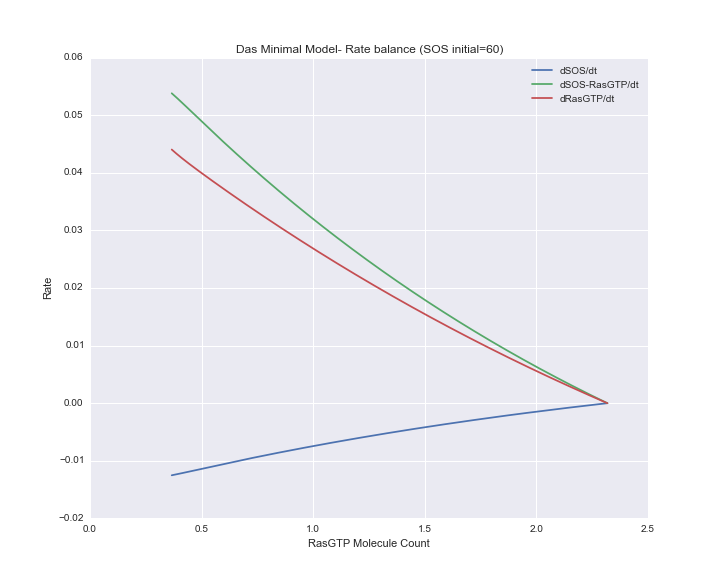 Das Minimal Model- Rate balance (SOS initial=60)
dSOS/dt
dSOS-RasGTP/dt
dRasGTP/dt
0.06
0.05
0.04
0.03
0.02
0.01
0.00
−0.01
−0.02
Rate
0.0 0.5 1.0 1.5 2.0 2.5
RasGTP Molecule Count